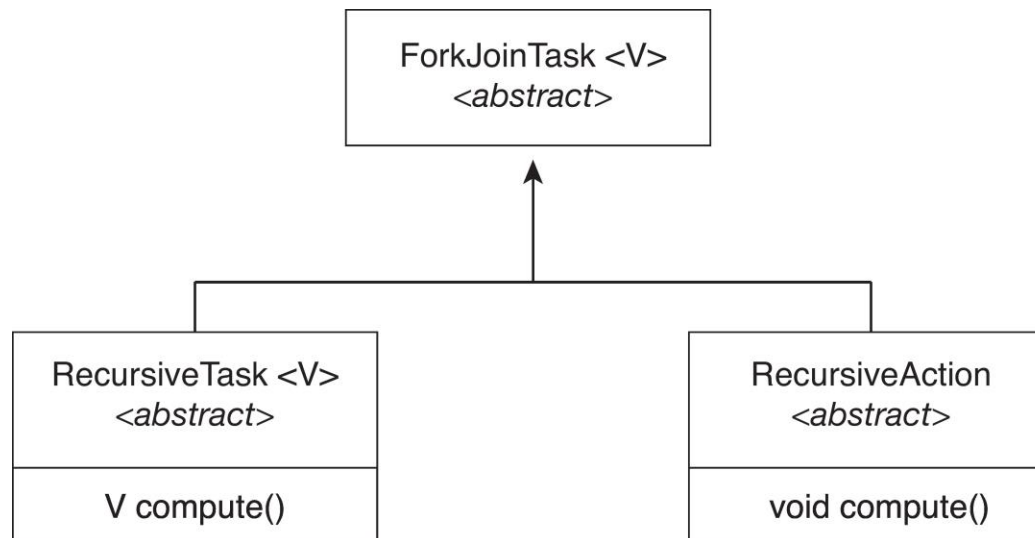 ForkJoinTask <V>
<abstract>
RecursiveTask <V>
<abstract>
V compute()
RecursiveAction
<abstract>
void compute()